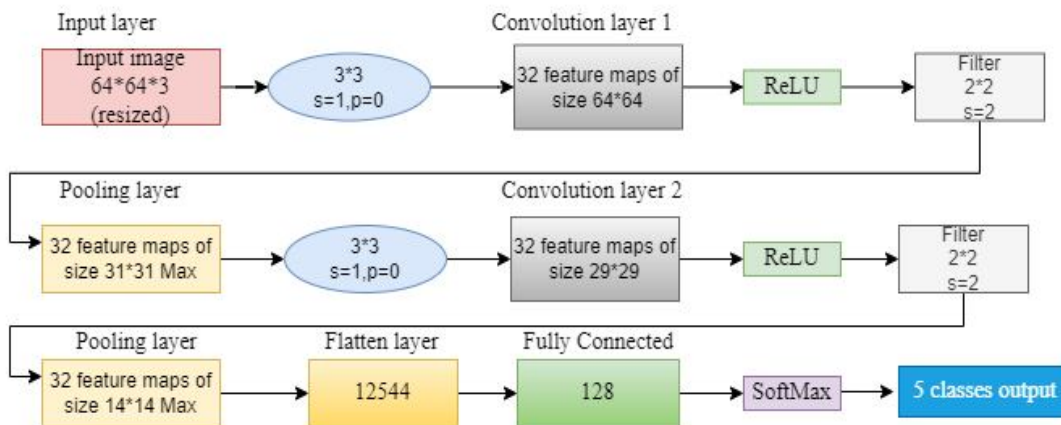 Input layer
Input image
64*64*3
(resized)
3*3
s=1,p=0
Convolution layer 1
32 feature maps of
size 64*64
ReLU
Filter
2*2
s=2
Pooling layer
32 feature maps of
size 31*31 Max
3*3
s=1,p=0
Convolution layer 2
32 feature maps of
size 29*29
ReLU
Filter
2*2
s=2
Pooling layer
32 feature maps of
size 14*14 Max
Flatten layer
12544
Fully Connected
128
SoftMax
5 classes output